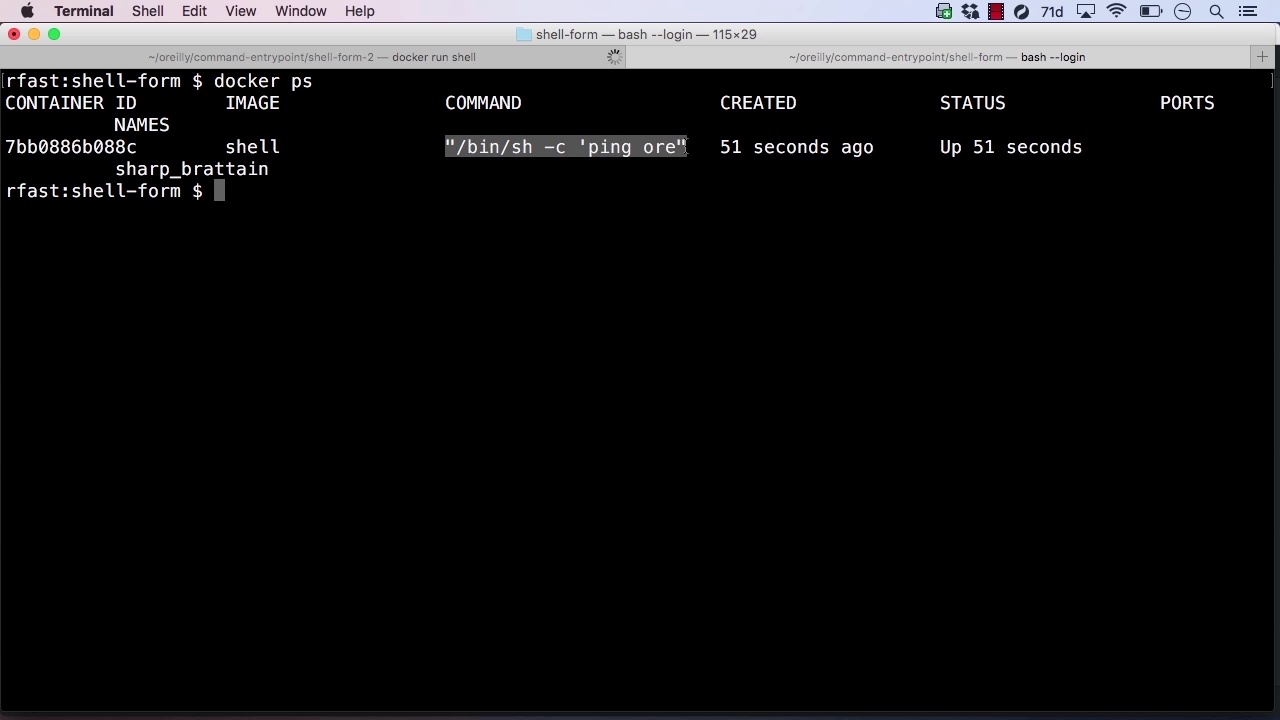 Terminal Shell Edit View Window Help 71d
shell-form — bash --login — 115×29
~/oreilly/command-entrypoint/shell-form-2 — docker run shell ~/oreilly/command-entrypoint/shell-form — bash --login
rfast:shell-form $ docker ps
CONTAINER ID IMAGE COMMAND CREATED STATUS PORTS
NAMES
7bb0886b088c shell "/bin/sh -c 'ping ore" 51 seconds ago Up 51 seconds
sharp_brattain
rfast:shell-form $